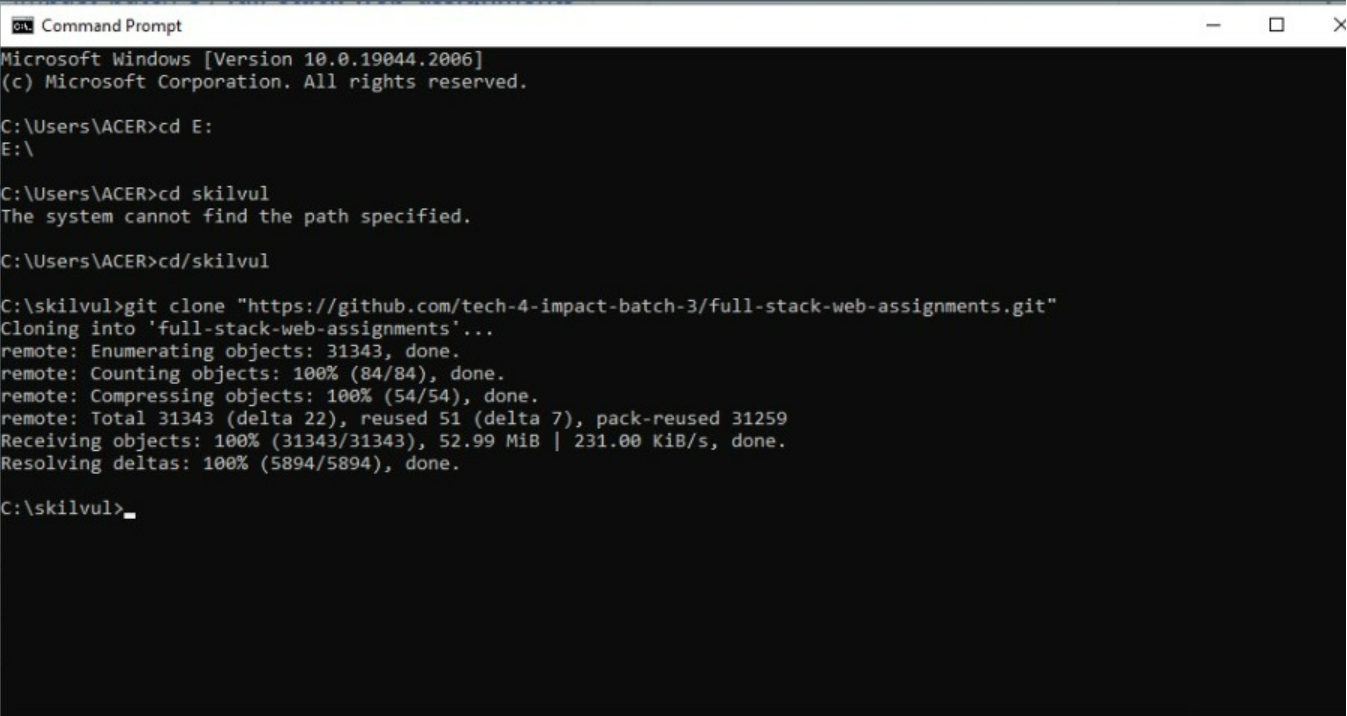 Command Prompt
Microsoft Windows [Version 10.0.19044.2006]
(c) Microsoft Corporation. All rights reserved.
C:\Users\ACER>cd E:
E:\
C:\Users\ACER>cd skilvul
The system cannot find the path specified.
C:\Users\ACER>cd/skilvul
C:\skilvul>git clone "https://github.com/tech-4-impact-batch-3/full-stack-web-assignments.git"
Cloning into 'full-stack-web-assignments'...
remote: Enumerating objects: 31343, done.
remote: Counting objects: 100% (84/84), done.
remote: Compressing objects: 100% (54/54), done.
remote: Total 31343 (delta 22), reused 51 (delta 7), pack-reused 31259
Receiving objects: 100% (31343/31343), 52.99 MiB | 231.00 KiB/s, done.
Resolving deltas: 100% (5894/5894), done.
C:\skilvul>